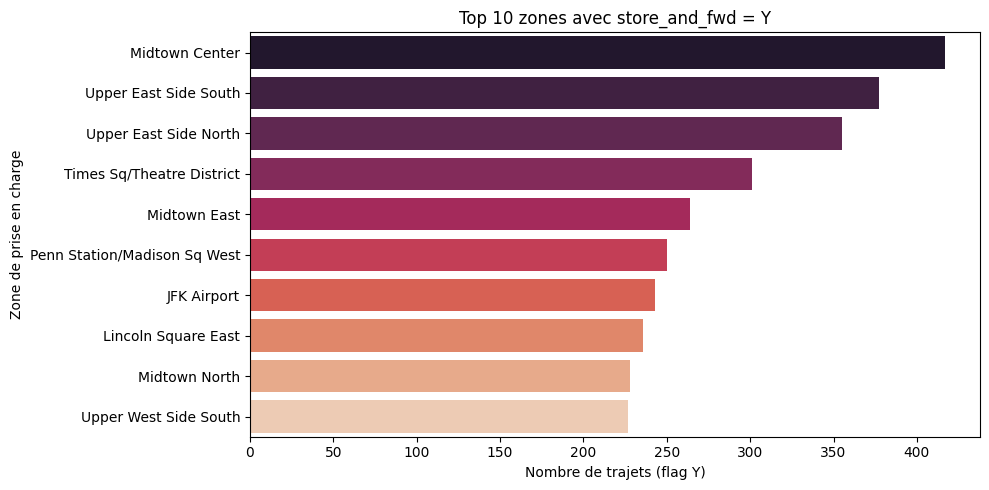 Top 10 zones avec store_and_fwd = Y
Zone de prise en charge
Midtown Center
Upper East Side South
Upper East Side North
Times Sq/Theatre District
Midtown East
Penn Station/Madison Sq West
JFK Airport
Lincoln Square East
Midtown North
Upper West Side South
0 50 100 150 200 250 300 350 400
Nombre de trajets (flag Y)